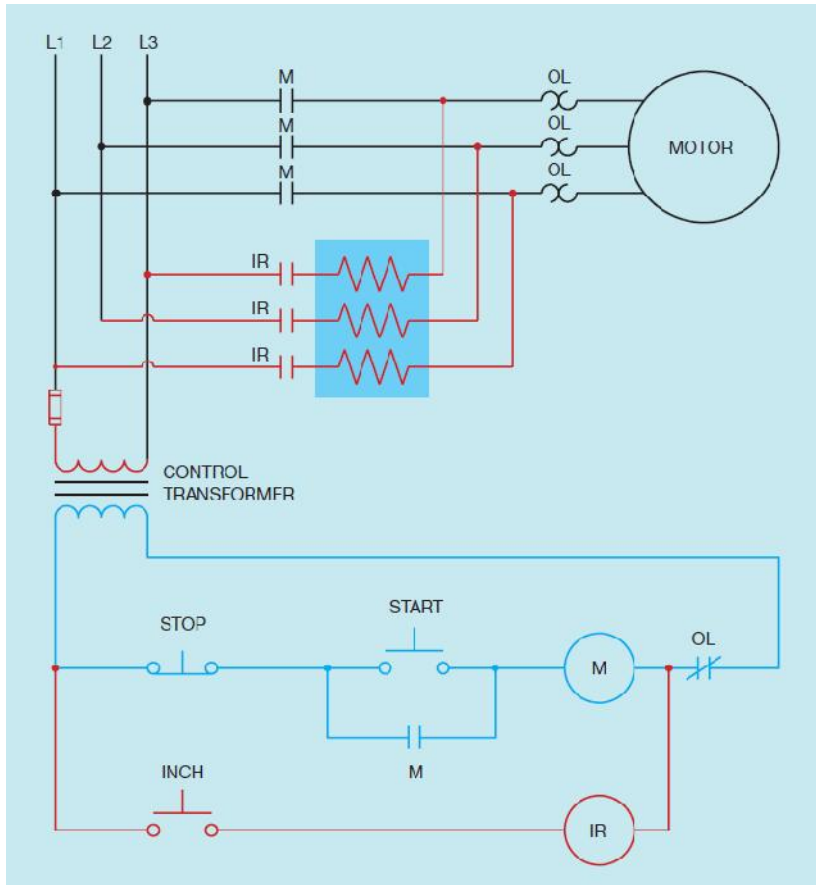 L1 L2 L3
M OL
M OL
M OL
MOTOR
IR
IR
IR
CONTROL
TRANSFORMER
START
STOP
OL
M
M
INCH
IR